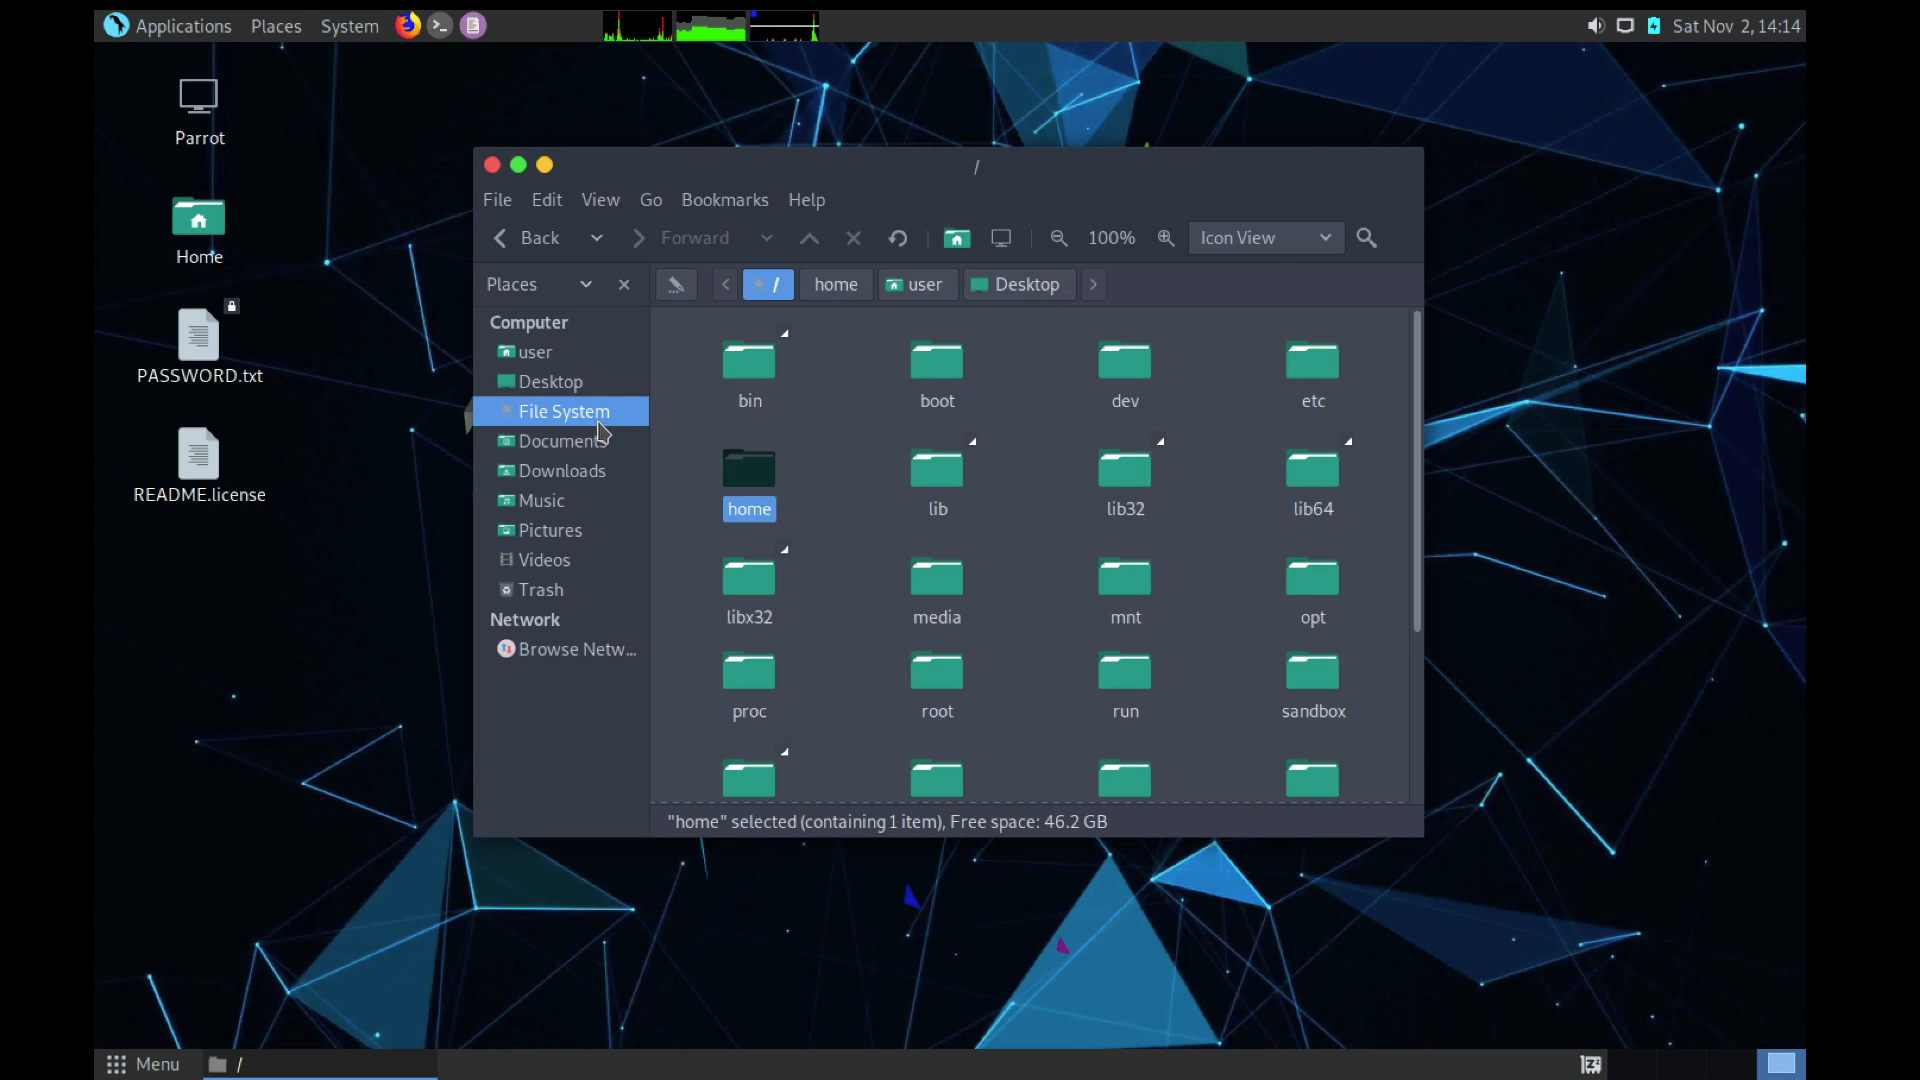 Applications Places System Sat Nov 2, 14:14
Parrot
Home
PASSWORD.txt
README.license
/
File Edit View Go Bookmarks Help
Back Forward 100% Icon View
Places / home user Desktop
Computer
user
Desktop
File System
Documents
Downloads
Music
Pictures
Videos
Trash
Network
Browse Netw...
bin boot dev etc
home lib lib32 lib64
libx32 media mnt opt
proc root run sandbox
"home" selected (containing 1 item), Free space: 46.2 GB
Menu /